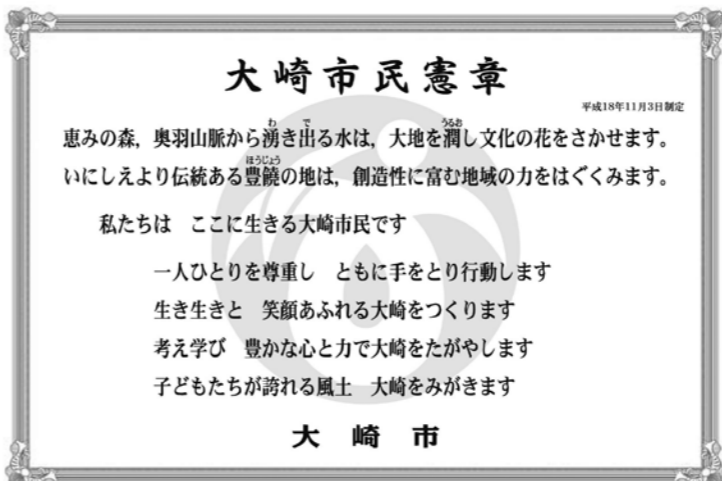 大崎市民憲章
平成18年11月3日制定
恵みの森，奥羽山脈から湧き出る水は，大地を潤し文化の花をさかせます。
いにしえより伝統ある豊饒の地は，創造性に富む地域の力をはぐくみます。
私たちは　ここに生きる大崎市民です
一人ひとりを尊重し　ともに手をとり行動します
生き生きと　笑顔あふれる大崎をつくります
考え学び　豊かな心と力で大崎をたがやします
子どもたちが誇れる風土　大崎をみがきます
大　崎　市